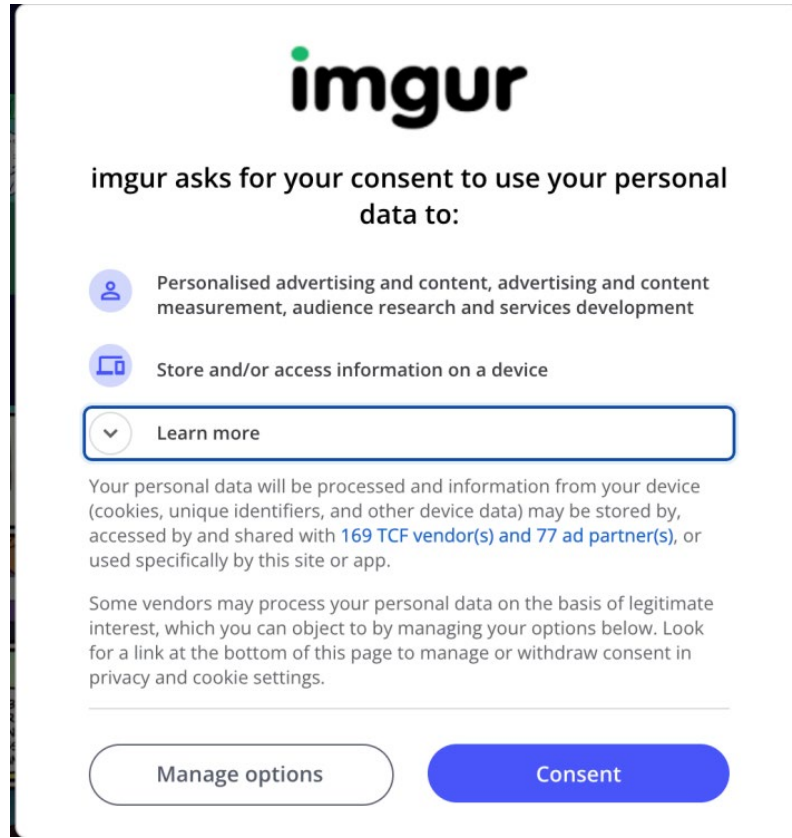 imgur
imgur asks for your consent to use your personal
data to:
Personalised advertising and content, advertising and content
measurement, audience research and services development
Store and/or access information on a device
Learn more
Your personal data will be processed and information from your device
(cookies, unique identifiers, and other device data) may be stored by,
accessed by and shared with 169 TCF vendor(s) and 77 ad partner(s), or
used specifically by this site or app.
Some vendors may process your personal data on the basis of legitimate
interest, which you can object to by managing your options below. Look
for a link at the bottom of this page to manage or withdraw consent in
privacy and cookie settings.
Manage options
Consent